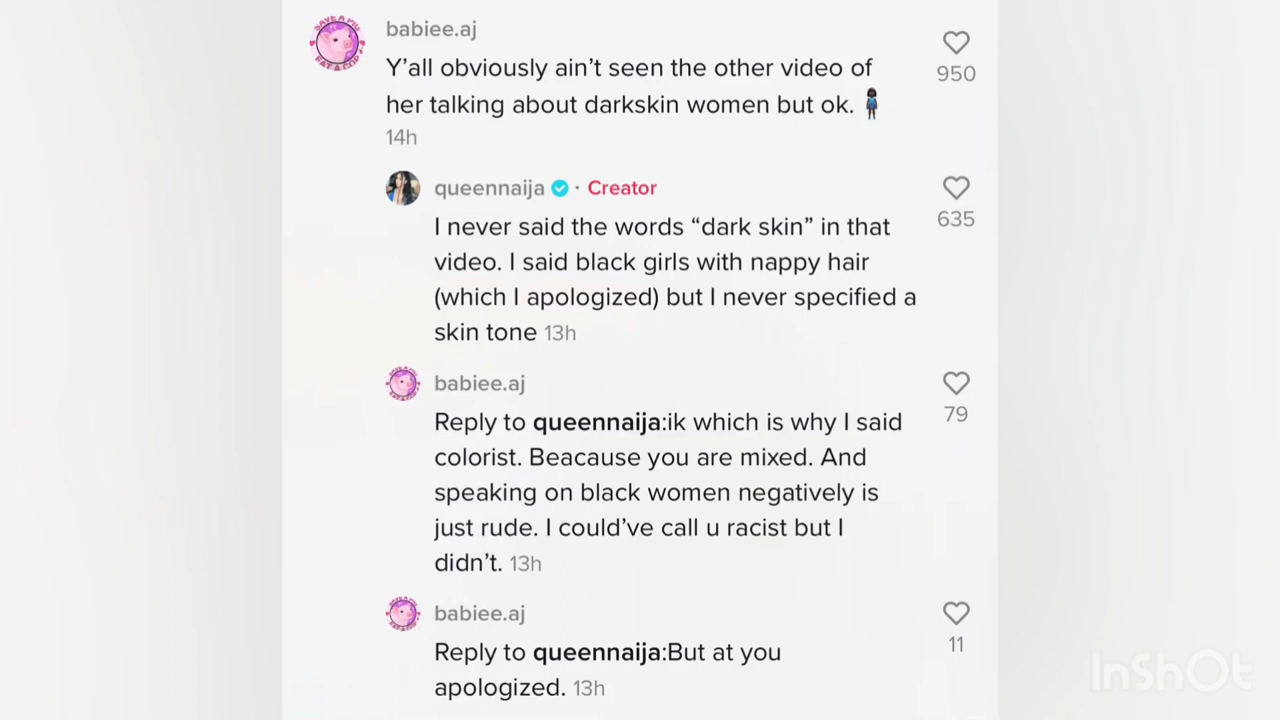 SAVE A PIG
EAT A COP
babiee.aj
Y’all obviously ain’t seen the other video of
her talking about darkskin women but ok.
14h
950
queennaija · Creator
I never said the words “dark skin” in that
video. I said black girls with nappy hair
(which I apologized) but I never specified a
skin tone 13h
635
babiee.aj
Reply to queennaija:ik which is why I said
colorist. Beacause you are mixed. And
speaking on black women negatively is
just rude. I could’ve call u racist but I
didn’t. 13h
79
babiee.aj
Reply to queennaija:But at you
apologized. 13h
11
InShOt